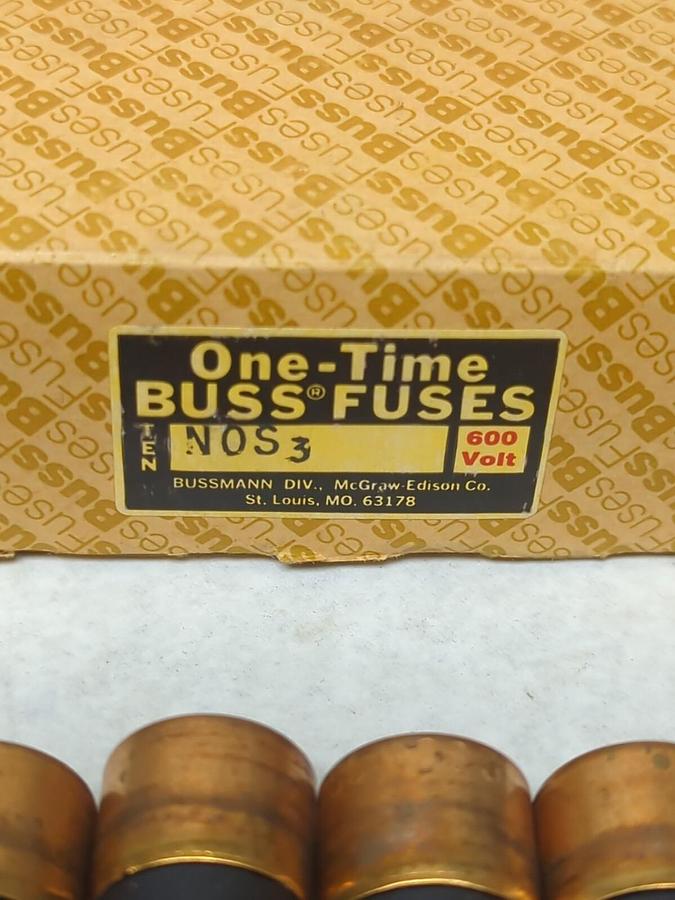 One-Time
BUSS® FUSES
TEN
NOS 3
600
Volt
BUSSMANN DIV., McGraw-Edison Co.
St. Louis, MO. 63178